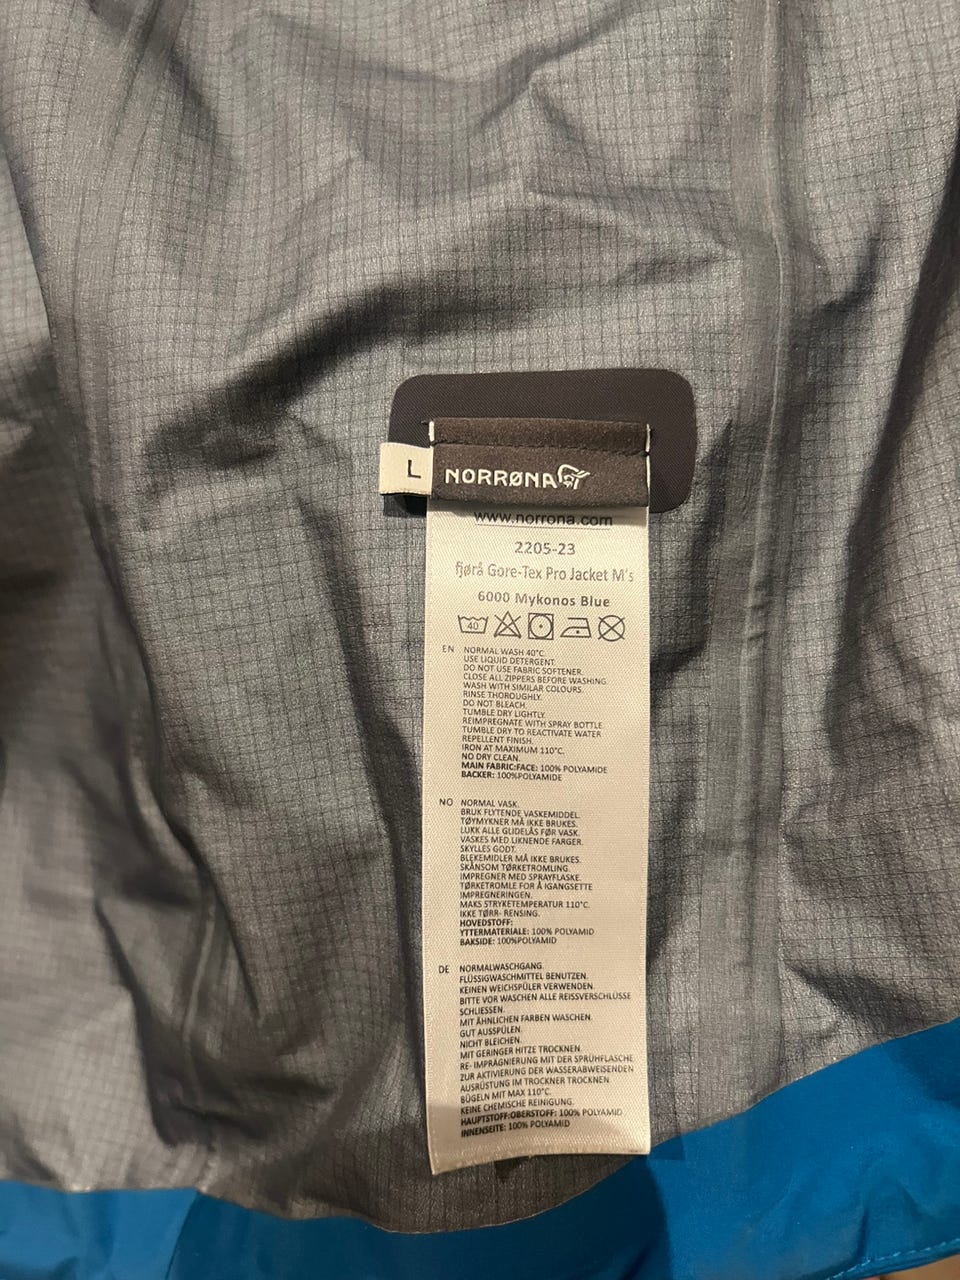 L
NORRØNA
www.norrona.com
2205-23
fjørå Gore-Tex Pro Jacket M's
6000 Mykonos Blue
40
EN NORMAL WASH 40°C.
USE LIQUID DETERGENT.
DO NOT USE FABRIC SOFTENER.
CLOSE ALL ZIPPERS BEFORE WASHING.
WASH WITH SIMILAR COLOURS.
RINSE THOROUGHLY.
DO NOT BLEACH.
TUMBLE DRY LIGHTLY.
REIMPREGNATE WITH SPRAY BOTTLE
TUMBLE DRY TO REACTIVATE WATER
REPELLENT FINISH.
IRON AT MAXIMUM 110°C.
NO DRY CLEAN.
MAIN FABRIC:FACE: 100% POLYAMIDE
BACKER: 100%POLYAMIDE
NO NORMAL VASK.
BRUK FLYTENDE VASKEMIDDEL.
TØYMYKNER MÅ IKKE BRUKES.
LUKK ALLE GLIDELÅS FØR VASK.
VASKES MED LIKNENDE FARGER.
SKYLLES GODT.
BLEKEMIDLER MÅ IKKE BRUKES.
SKÅNSOM TØRKETROMLING.
IMPREGNER MED SPRAYFLASKE.
TØRKETROMLE FOR Å IGANGSETTE
IMPREGNERINGEN.
MAKS STRYKETEMPERATUR 110°C.
IKKE TØRR- RENSING.
HOVEDSTOFF:
YTTERMATERIALE: 100% POLYAMID
BAKSIDE: 100%POLYAMID
DE NORMALWASCHGANG.
FLÜSSIGWASCHMITTEL BENUTZEN.
KEINEN WEICHSPÜLER VERWENDEN.
BITTE VOR WASCHEN ALLE REISSVERSCHLÜSSE
SCHLIESSEN.
MIT ÄHNLICHEN FARBEN WASCHEN.
GUT AUSSPÜLEN.
NICHT BLEICHEN.
MIT GERINGER HITZE TROCKNEN.
RE- IMPRÄGNIERUNG MIT DER SPRÜHFLASCHE
ZUR AKTIVIERUNG DER WASSERABWEISENDEN
AUSRÜSTUNG IM TROCKNER TROCKNEN.
BÜGELN MIT MAX 110°C.
KEINE CHEMISCHE REINIGUNG.
HAUPTSTOFF:OBERSTOFF: 100% POLYAMID
INNENSEITE: 100% POLYAMID